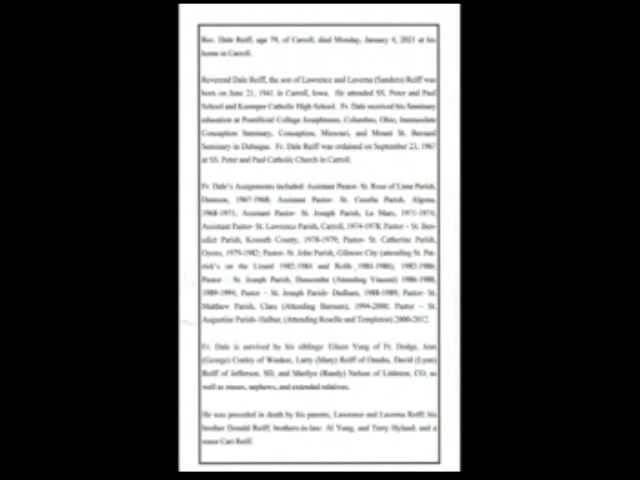 Rev. Dale Reiff, age 79, of Carroll, died Monday, January 4, 2021 at his
home in Carroll.
Reverend Dale Reiff, the son of Lawrence and Laverna (Sanders) Reiff was
born on June 21, 1941 in Carroll, Iowa. He attended SS. Peter and Paul
School and Kuemper Catholic High School. Fr. Dale received his Seminary
education at Pontifical College Josephinum, Columbus, Ohio, Immaculate
Conception Seminary, Conception, Missouri, and Mount St. Bernard
Seminary in Dubuque. Fr. Dale Reiff was ordained on September 23, 1967
at SS. Peter and Paul Catholic Church in Carroll.
Fr. Dale's Assignments included: Assistant Pastor- St. Rose of Lima Parish,
Denison, 1967-1968; Assistant Pastor- St. Cecelia Parish, Algona,
1968-1971; Assistant Pastor- St. Joseph Parish, Le Mars, 1971-1974;
Assistant Pastor- St. Lawrence Parish, Carroll, 1974-1978; Pastor – St. Ben-
edict Parish, Kossuth County, 1978-1979; Pastor- St. Catherine Parish,
Oyens, 1979-1982; Pastor- St. John Parish, Gilmore City (attending St. Pat-
rick's on the Lizard 1982-1984 and Rolfe 1984-1986), 1982-1986;
Pastor – St. Joseph Parish, Duncombe (Attending Vincent) 1986-1988,
1989-1994; Pastor – St. Joseph Parish- Dedham, 1988-1989; Pastor- St.
Matthew Parish, Clare (Attending Barnum), 1994-2000; Pastor – St.
Augustine Parish-Halbur, (Attending Roselle and Templeton) 2000-2012.
Fr. Dale is survived by his siblings: Eileen Yung of Ft. Dodge, Jean
(George) Conley of Waukee, Larry (Mary) Reiff of Omaha, David (Lynn)
Reiff of Jefferson, SD, and Marilyn (Randy) Nelson of Littleton, CO; as
well as nieces, nephews, and extended relatives.
He was preceded in death by his parents, Lawrence and Laverna Reiff; his
brother Donald Reiff; brothers-in-law: Al Yung, and Terry Hyland; and a
niece Cari Reiff.